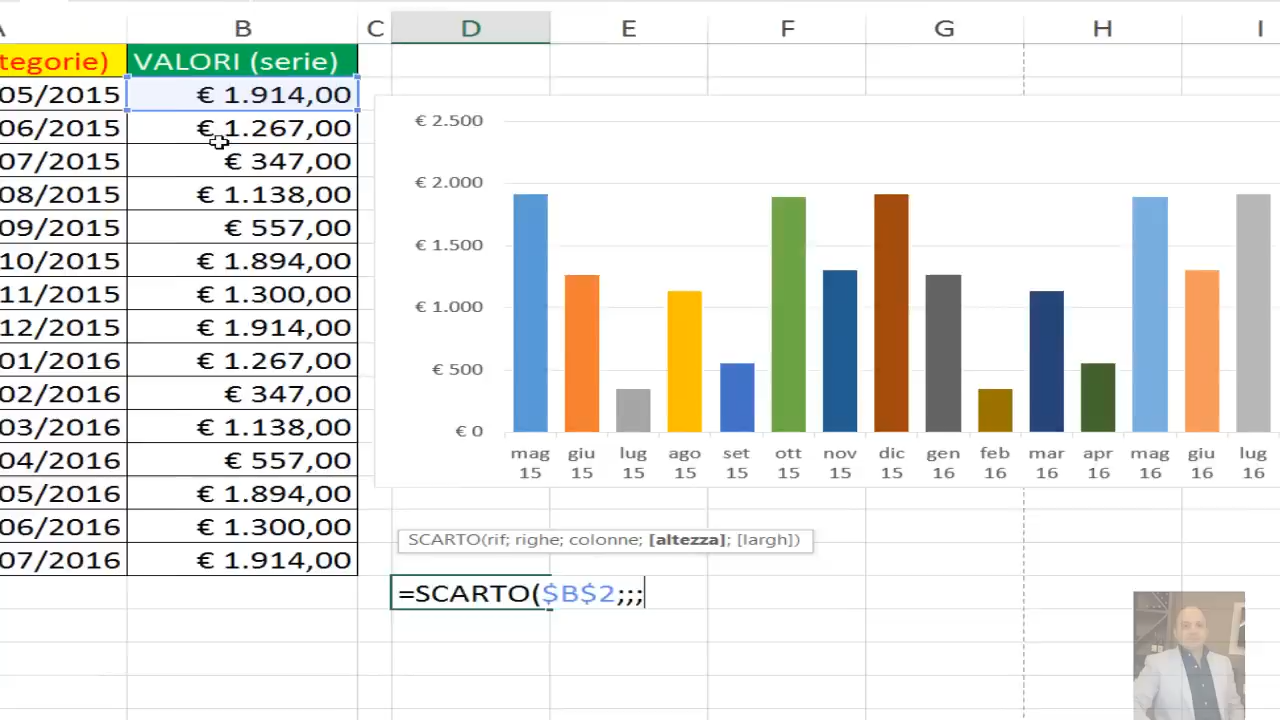 A B C D E F G H I
tegorie) VALORI (serie)
05/2015 € 1.914,00
06/2015 € 1.267,00
07/2015 € 347,00
08/2015 € 1.138,00
09/2015 € 557,00
10/2015 € 1.894,00
11/2015 € 1.300,00
12/2015 € 1.914,00
01/2016 € 1.267,00
02/2016 € 347,00
03/2016 € 1.138,00
04/2016 € 557,00
05/2016 € 1.894,00
06/2016 € 1.300,00
07/2016 € 1.914,00
€ 2.500
€ 2.000
€ 1.500
€ 1.000
€ 500
€ 0
mag giu lug ago set ott nov dic gen feb mar apr mag giu lug
15 15 15 15 15 15 15 15 16 16 16 16 16 16 16
SCARTO(rif; righe; colonne; [altezza]; [largh])
=SCARTO($B$2;;;